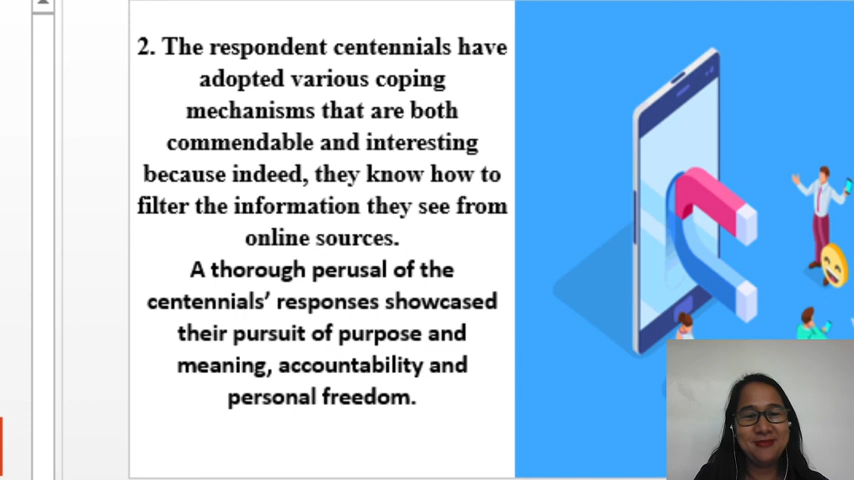 2. The respondent centennials have
adopted various coping
mechanisms that are both
commendable and interesting
because indeed, they know how to
filter the information they see from
online sources.
A thorough perusal of the
centennials’ responses showcased
their pursuit of purpose and
meaning, accountability and
personal freedom.